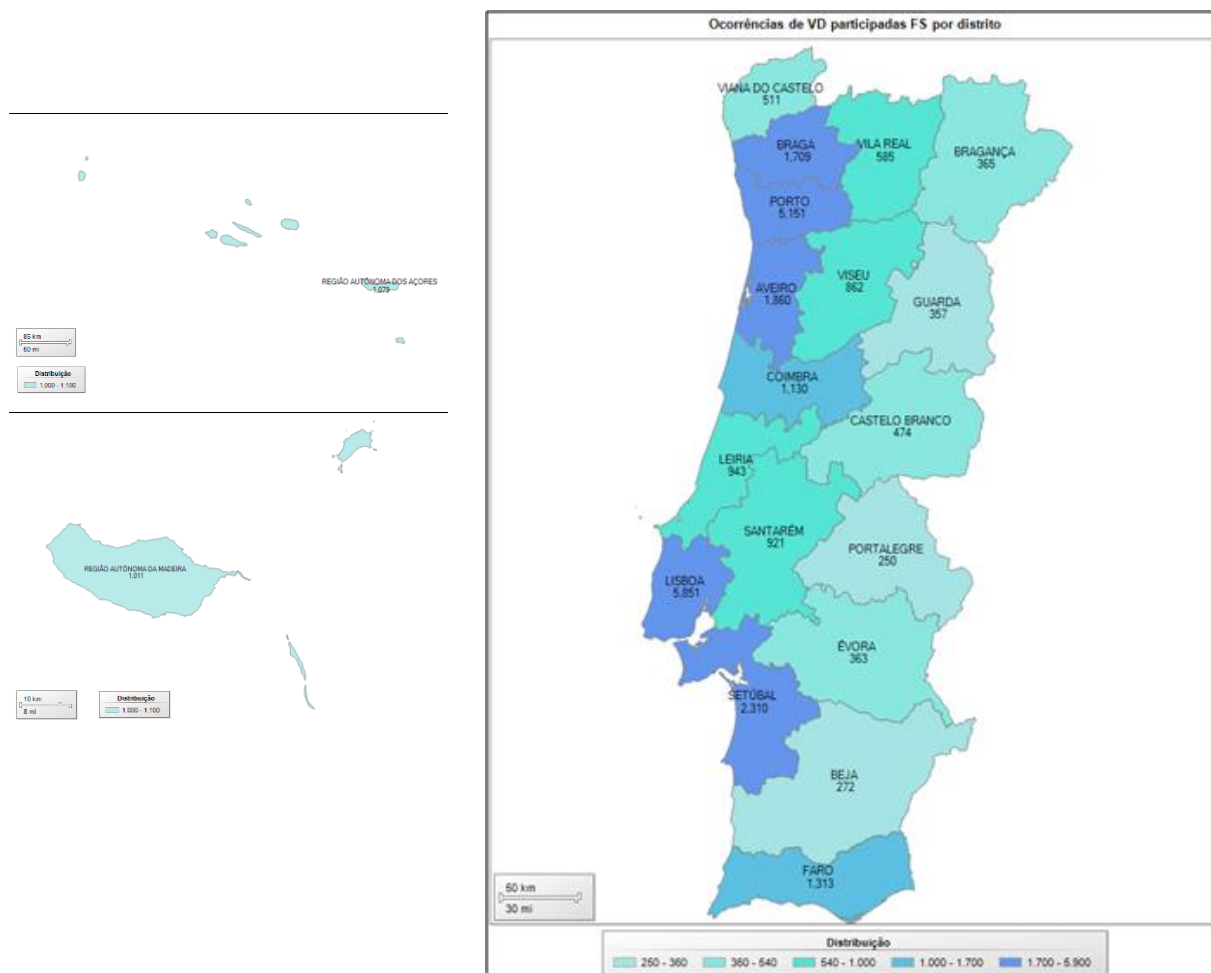 REGIÃO AUTÓNOMA DOS AÇORES
1,079
85 km
60 mi
Distribuição
1.000 - 1.100
REGIÃO AUTÓNOMA DA MADEIRA
1,011
10 km
8 mi
Distribuição
1.000 - 1.100
Ocorrências de VD participadas FS por distrito
VIANA DO CASTELO
511
BRAGA
1,709
VILA REAL
585
BRAGANÇA
365
PORTO
5,151
VISEU
862
AVEIRO
1,860
GUARDA
357
COIMBRA
1,130
CASTELO BRANCO
474
LEIRIA
943
SANTARÉM
921
PORTALEGRE
250
LISBOA
5,851
ÉVORA
363
SETÚBAL
2,310
BEJA
272
FARO
1,313
50 km
30 mi
Distribuição
250 - 360
360 - 540
540 - 1.000
1.000 - 1.700
1.700 - 5.900